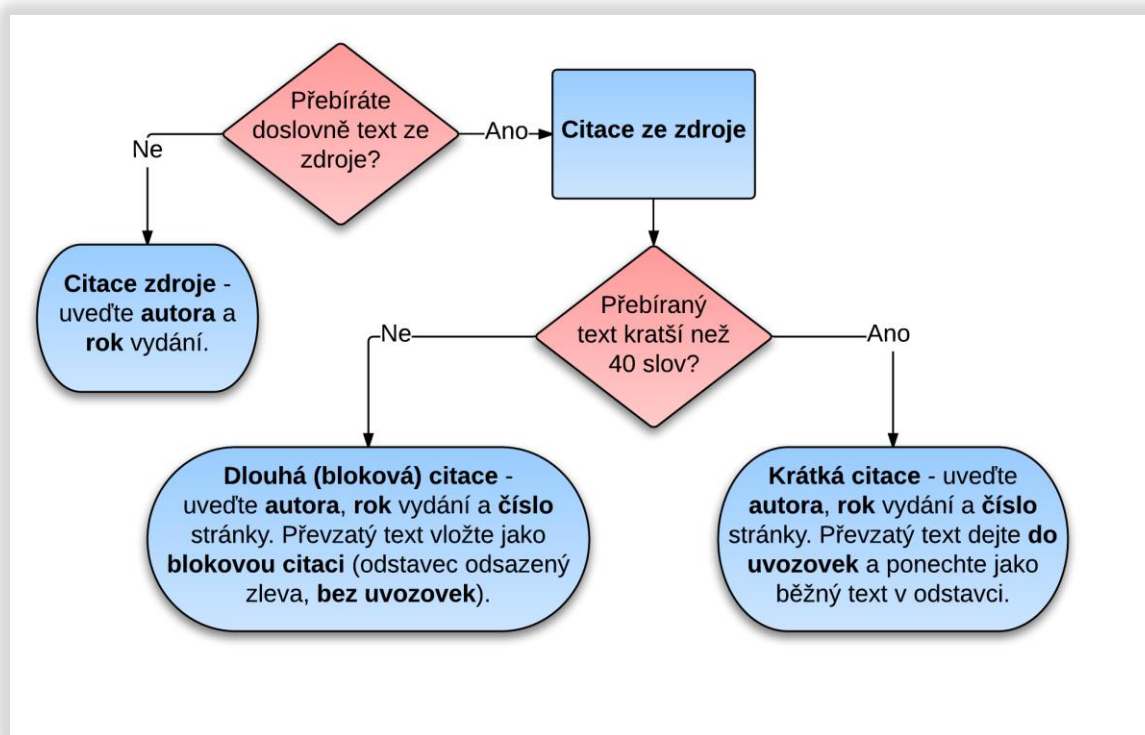 Přebíráte
doslovně text ze
zdroje?
Ne
Ano
Citace ze zdroje
Citace zdroje -
uveďte autora a
rok vydání.
Přebíraný
text kratší než
40 slov?
Ne
Ano
Dlouhá (bloková) citace -
uveďte autora, rok vydání a číslo
stránky. Převzatý text vložte jako
blokovou citaci (odstavec odsazený
zleva, bez uvozovek).
Krátká citace - uveďte
autora, rok vydání a číslo
stránky. Převzatý text dejte do
uvozovek a ponechte jako
běžný text v odstavci.